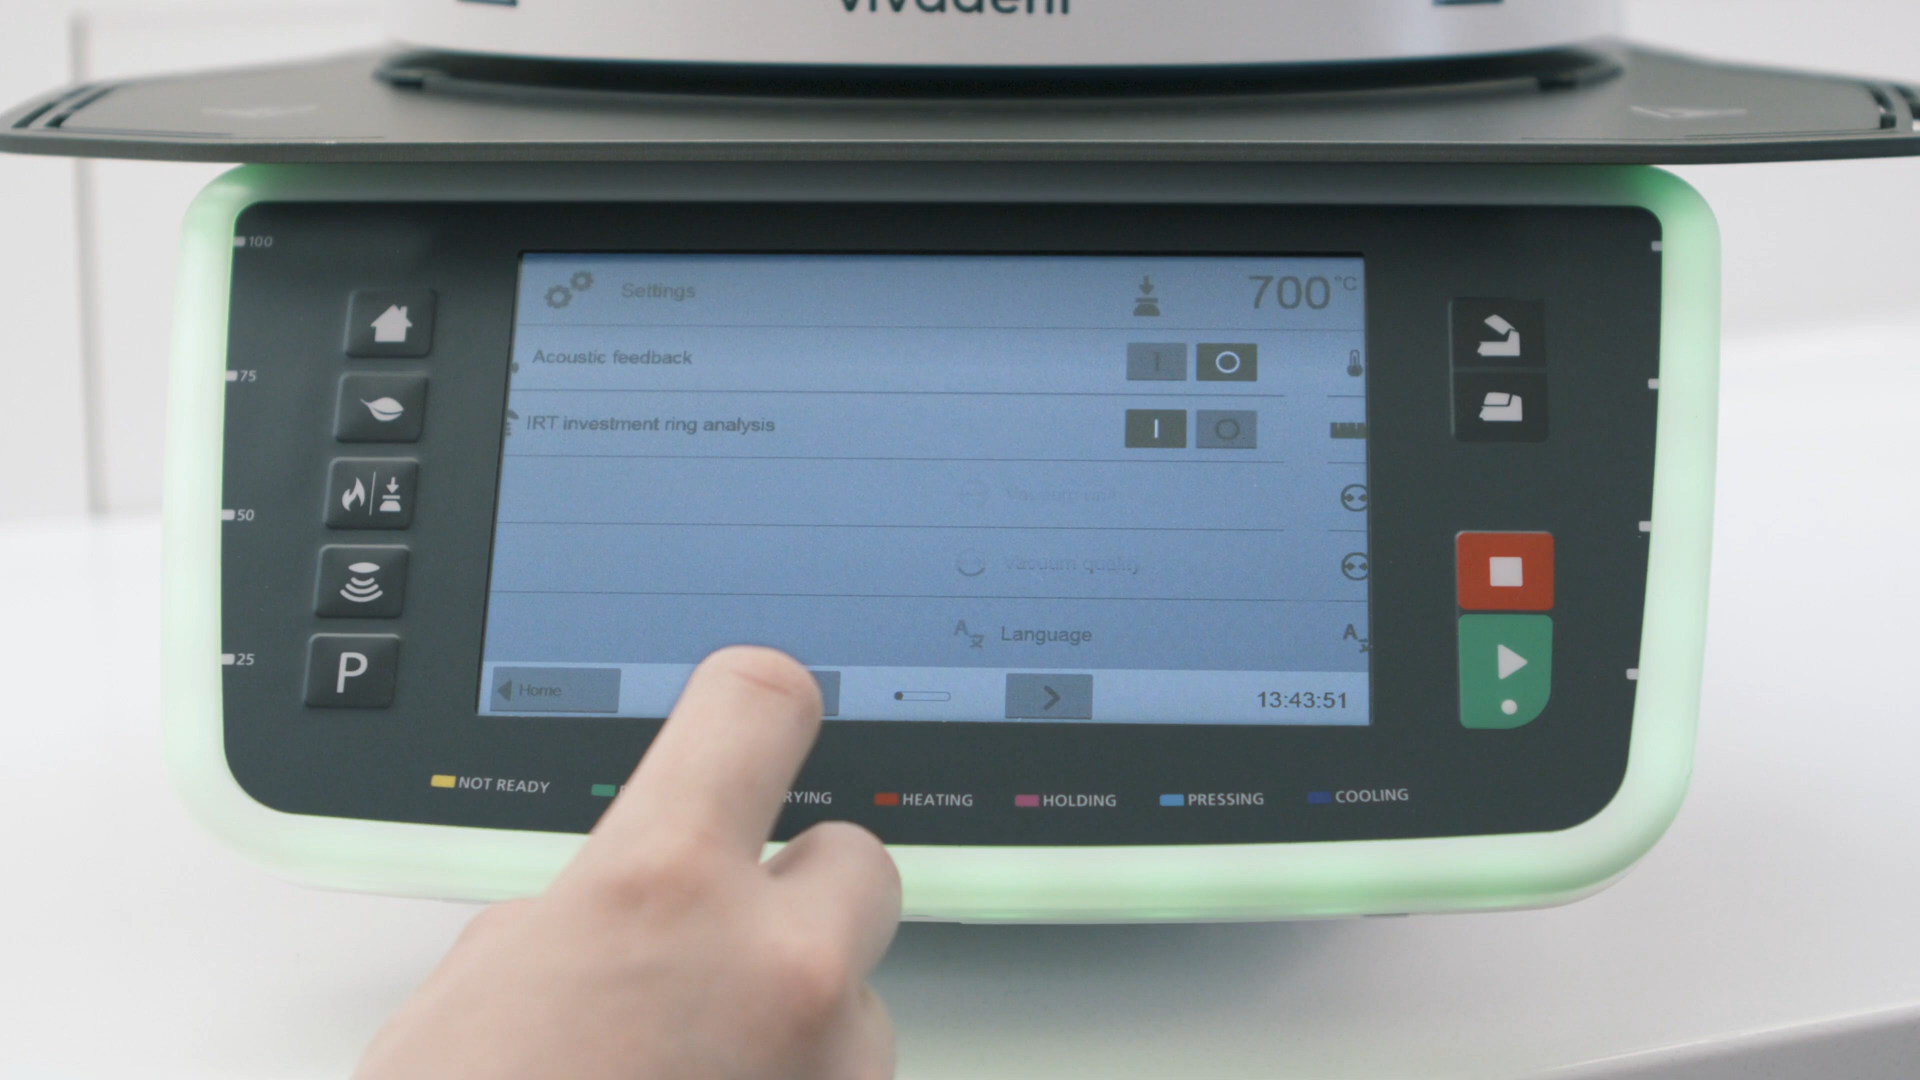 vivadent
100
75
50
25
P
Settings
700 °C
Acoustic feedback
I O
IRT investment ring analysis
I O
Vacuum quality
Language
Home
>
13:43:51
NOT READY
HEATING
HOLDING
PRESSING
COOLING